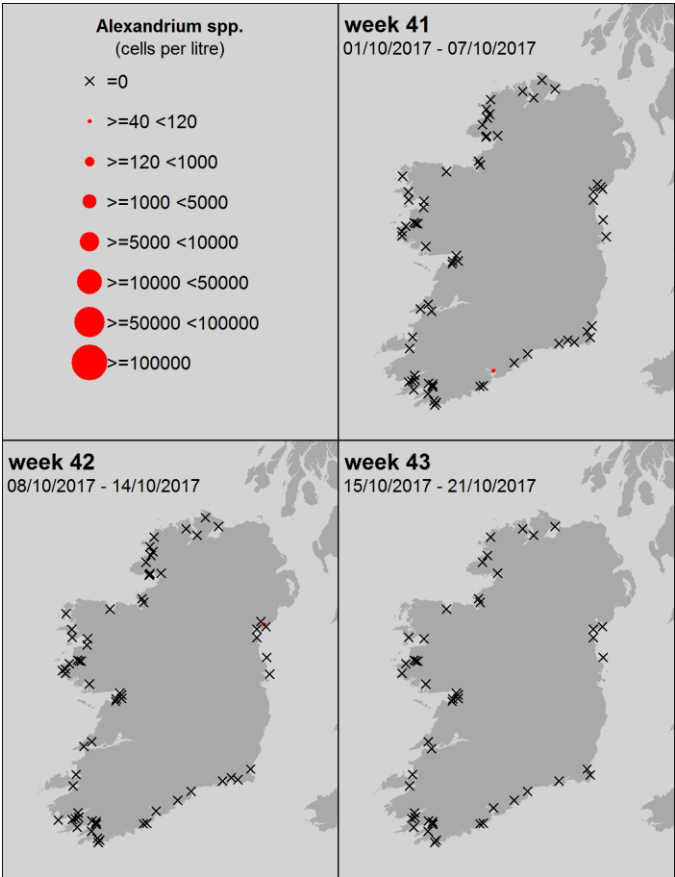 Alexandrium spp.
(cells per litre)
=0
>=40 <120
>=120 <1000
>=1000 <5000
>=5000 <10000
>=10000 <50000
>=50000 <100000
>=100000
week 41
01/10/2017 - 07/10/2017
week 42
08/10/2017 - 14/10/2017
week 43
15/10/2017 - 21/10/2017